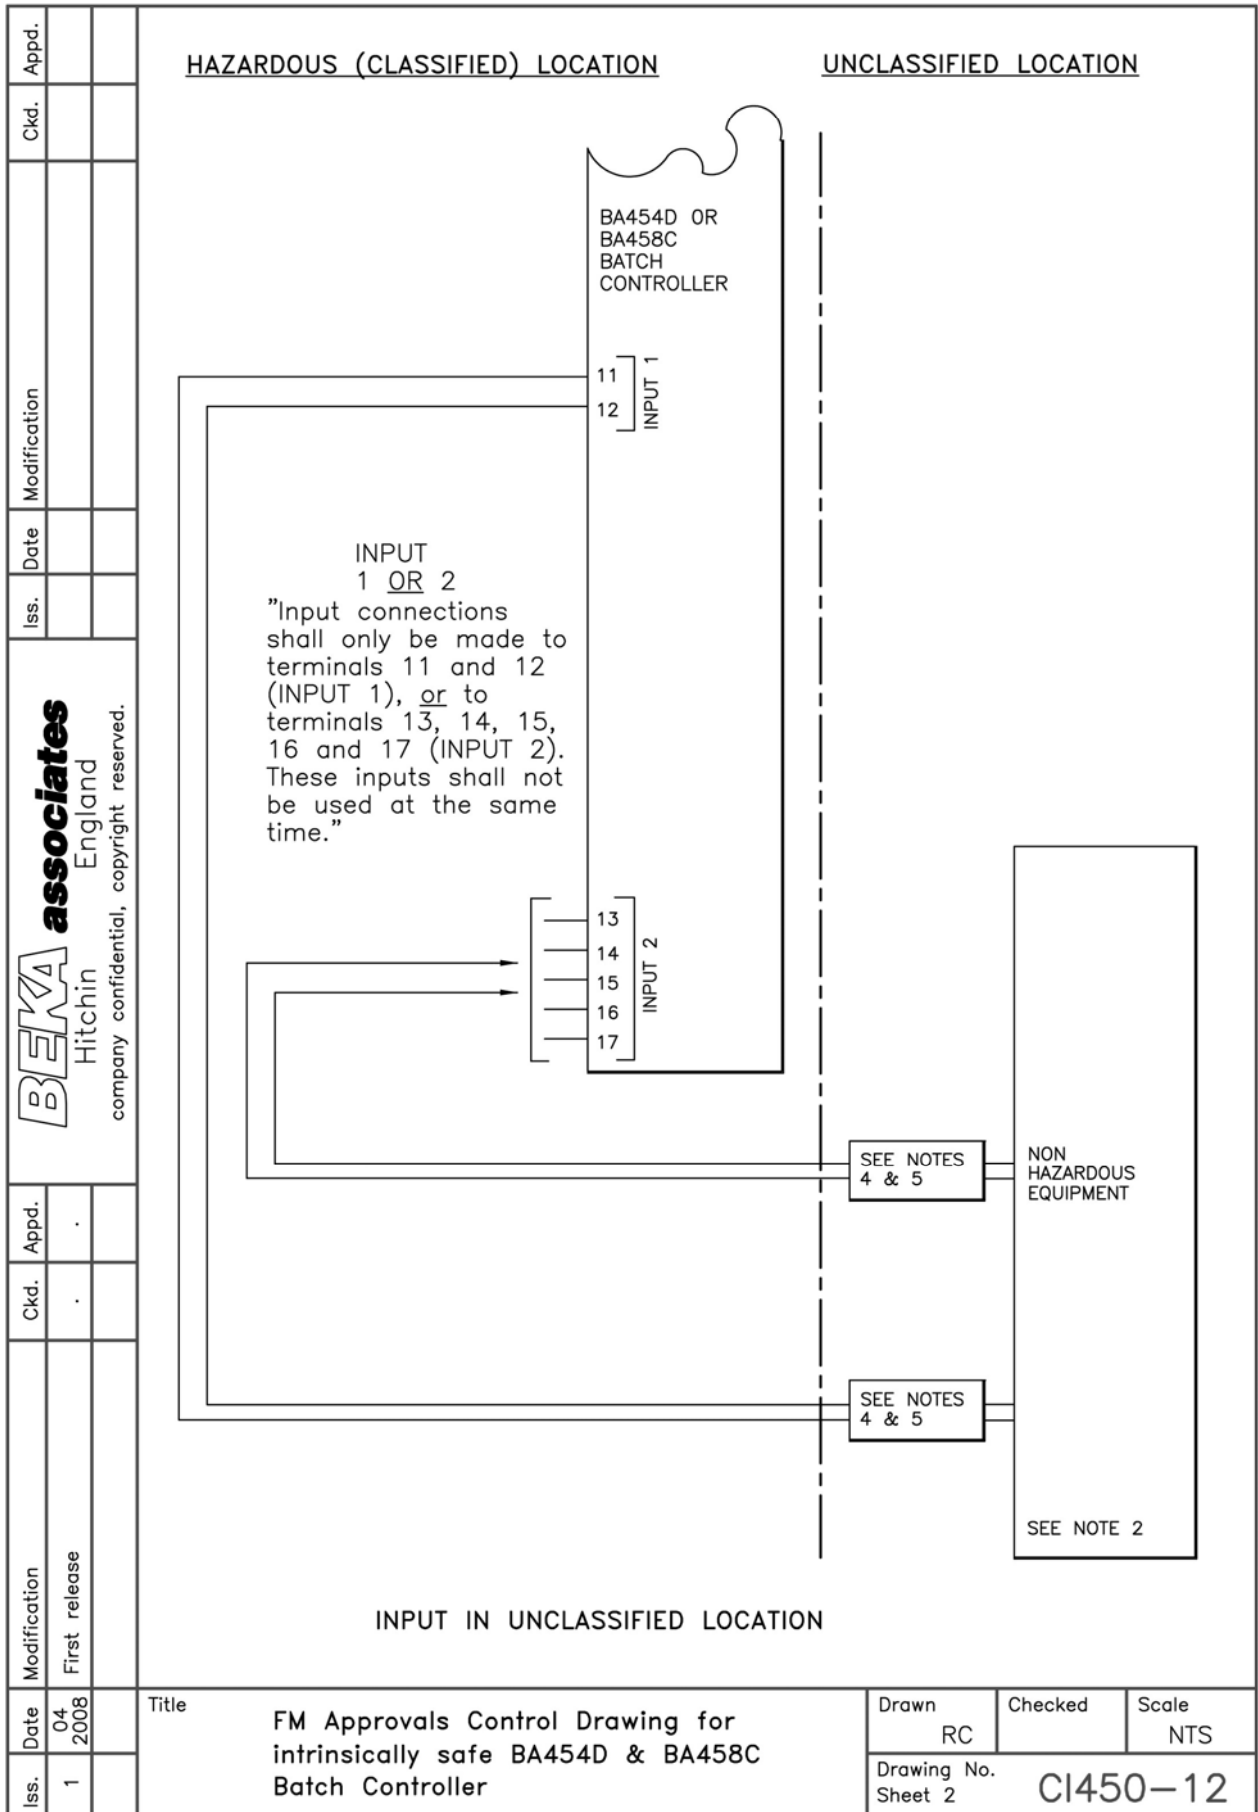 HAZARDOUS (CLASSIFIED) LOCATION
UNCLASSIFIED LOCATION
BA454D OR
BA458C
BATCH
CONTROLLER
11
12
INPUT 1
INPUT
1 OR 2
"Input connections
shall only be made to
terminals 11 and 12
(INPUT 1), or to
terminals 13, 14, 15,
16 and 17 (INPUT 2).
These inputs shall not
be used at the same
time."
13
14
15
16
17
INPUT 2
SEE NOTES
4 & 5
NON
HAZARDOUS
EQUIPMENT
SEE NOTES
4 & 5
SEE NOTE 2
INPUT IN UNCLASSIFIED LOCATION
Iss. Date Modification Ckd. Appd.
1 04 2008 First release . .
BEKA associates
Hitchin England
company confidential, copyright reserved.
Iss. Date Modification Ckd. Appd.
Title
FM Approvals Control Drawing for
intrinsically safe BA454D & BA458C
Batch Controller
Drawn
RC
Checked
Scale
NTS
Drawing No.
Sheet 2
CI450-12